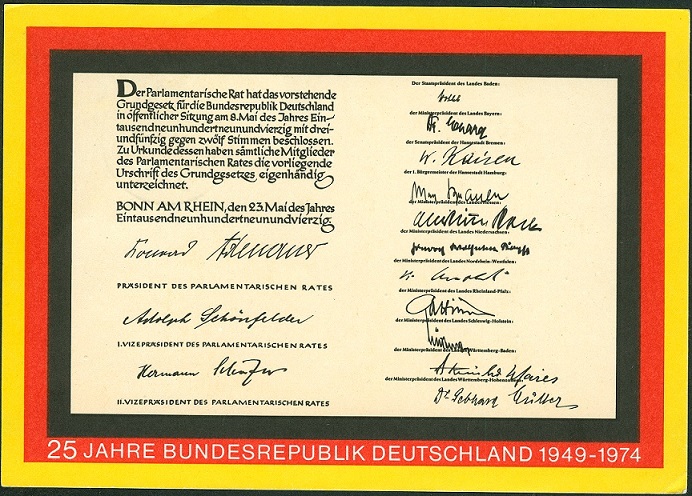 Der Parlamentarische Rat hat das vorstehende
Grundgesetz für die Bundesrepublik Deutschland
in öffentlicher Sitzung am 8. Mai des Jahres Ein-
tausendneunhundertneunundvierzig mit drei-
undfünfzig gegen zwölf Stimmen beschlossen.
Zu Urkunde dessen haben sämtliche Mitglieder
des Parlamentarischen Rates die vorliegende
Urschrift des Grundgesetzes eigenhändig
unterzeichnet.
BONN AM RHEIN, den 23. Mai des Jahres
Eintausendneunhundertneunundvierzig.
Konrad Adenauer
PRÄSIDENT DES PARLAMENTARISCHEN RATES
Adolph Schönfelder
I. VIZEPRÄSIDENT DES PARLAMENTARISCHEN RATES
Hermann Schäfer
II. VIZEPRÄSIDENT DES PARLAMENTARISCHEN RATES
Der Staatspräsident des Landes Baden:
der Ministerpräsident des Landes Bayern:
Dr. Ehard
der Senatspräsident der Hansestadt Bremen:
W. Kaisen
der 1. Bürgermeister der Hansestadt Hamburg:
Max Brauer
der Ministerpräsident des Landes Hessen:
der Ministerpräsident des Landes Niedersachsen:
der Ministerpräsident des Landes Nordrhein-Westfalen:
der Ministerpräsident des Landes Rheinland-Pfalz:
der Ministerpräsident des Landes Schleswig-Holstein:
der Ministerpräsident des Landes Württemberg-Baden:
der Ministerpräsident des Landes Württemberg-Hohenzollern:
Dr Gebhard Müller
25 JAHRE BUNDESREPUBLIK DEUTSCHLAND 1949-1974